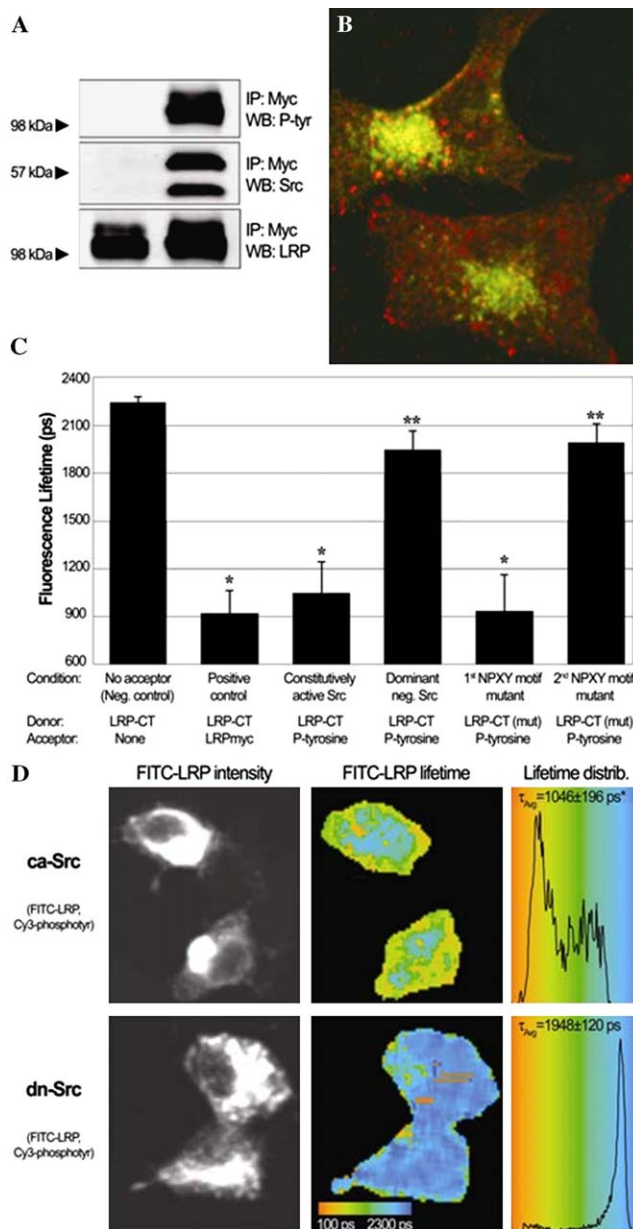 A
98 kDa
IP: Myc
WB: P-tyr
57 kDa
IP: Myc
WB: Src
98 kDa
IP: Myc
WB: LRP
B
C
Fluorescence Lifetime (ps)
2400
2100
1800
1500
1200
900
600
*
*
**
*
**
Condition:
No acceptor
(Neg. control)
Positive
control
Constitutively
active Src
Dominant
neg. Src
1st NPXY motif
mutant
2nd NPXY motif
mutant
Donor:
LRP-CT
LRP-CT
LRP-CT
LRP-CT
LRP-CT (mut)
LRP-CT (mut)
Acceptor:
None
LRPmyc
P-tyrosine
P-tyrosine
P-tyrosine
P-tyrosine
D
FITC-LRP intensity
FITC-LRP lifetime
Lifetime distrib.
ca-Src
(FITC-LRP,
Cy3-phosphotyr)
τAvg=1046±196 ps*
dn-Src
(FITC-LRP,
Cy3-phosphotyr)
τAvg=1948±120 ps
100 ps
2300 ps